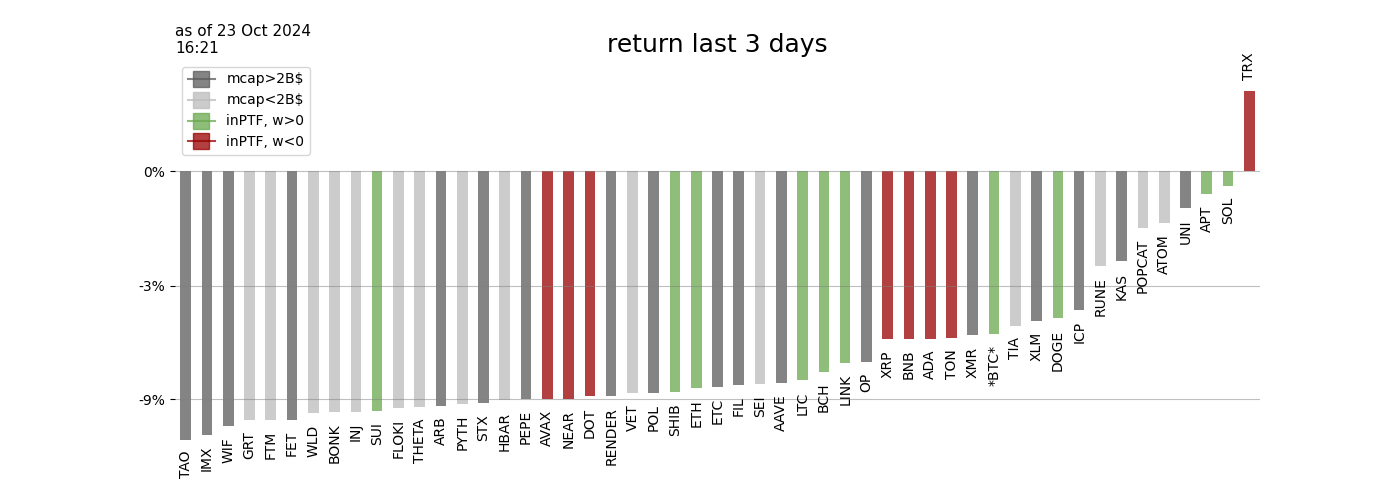 as of 23 Oct 2024
16:21
return last 3 days
mcap>2B$
mcap<2B$
inPTF, w>0
inPTF, w<0
0%
-3%
-9%
TAO
IMX
WIF
GRT
FTM
FET
WLD
BONK
INJ
SUI
FLOKI
THETA
ARB
PYTH
STX
HBAR
PEPE
AVAX
NEAR
DOT
RENDER
VET
POL
SHIB
ETH
ETC
FIL
SEI
AAVE
LTC
BCH
LINK
OP
XRP
BNB
ADA
TON
XMR
*BTC*
TIA
XLM
DOGE
ICP
RUNE
KAS
POPCAT
ATOM
UNI
APT
SOL
TRX